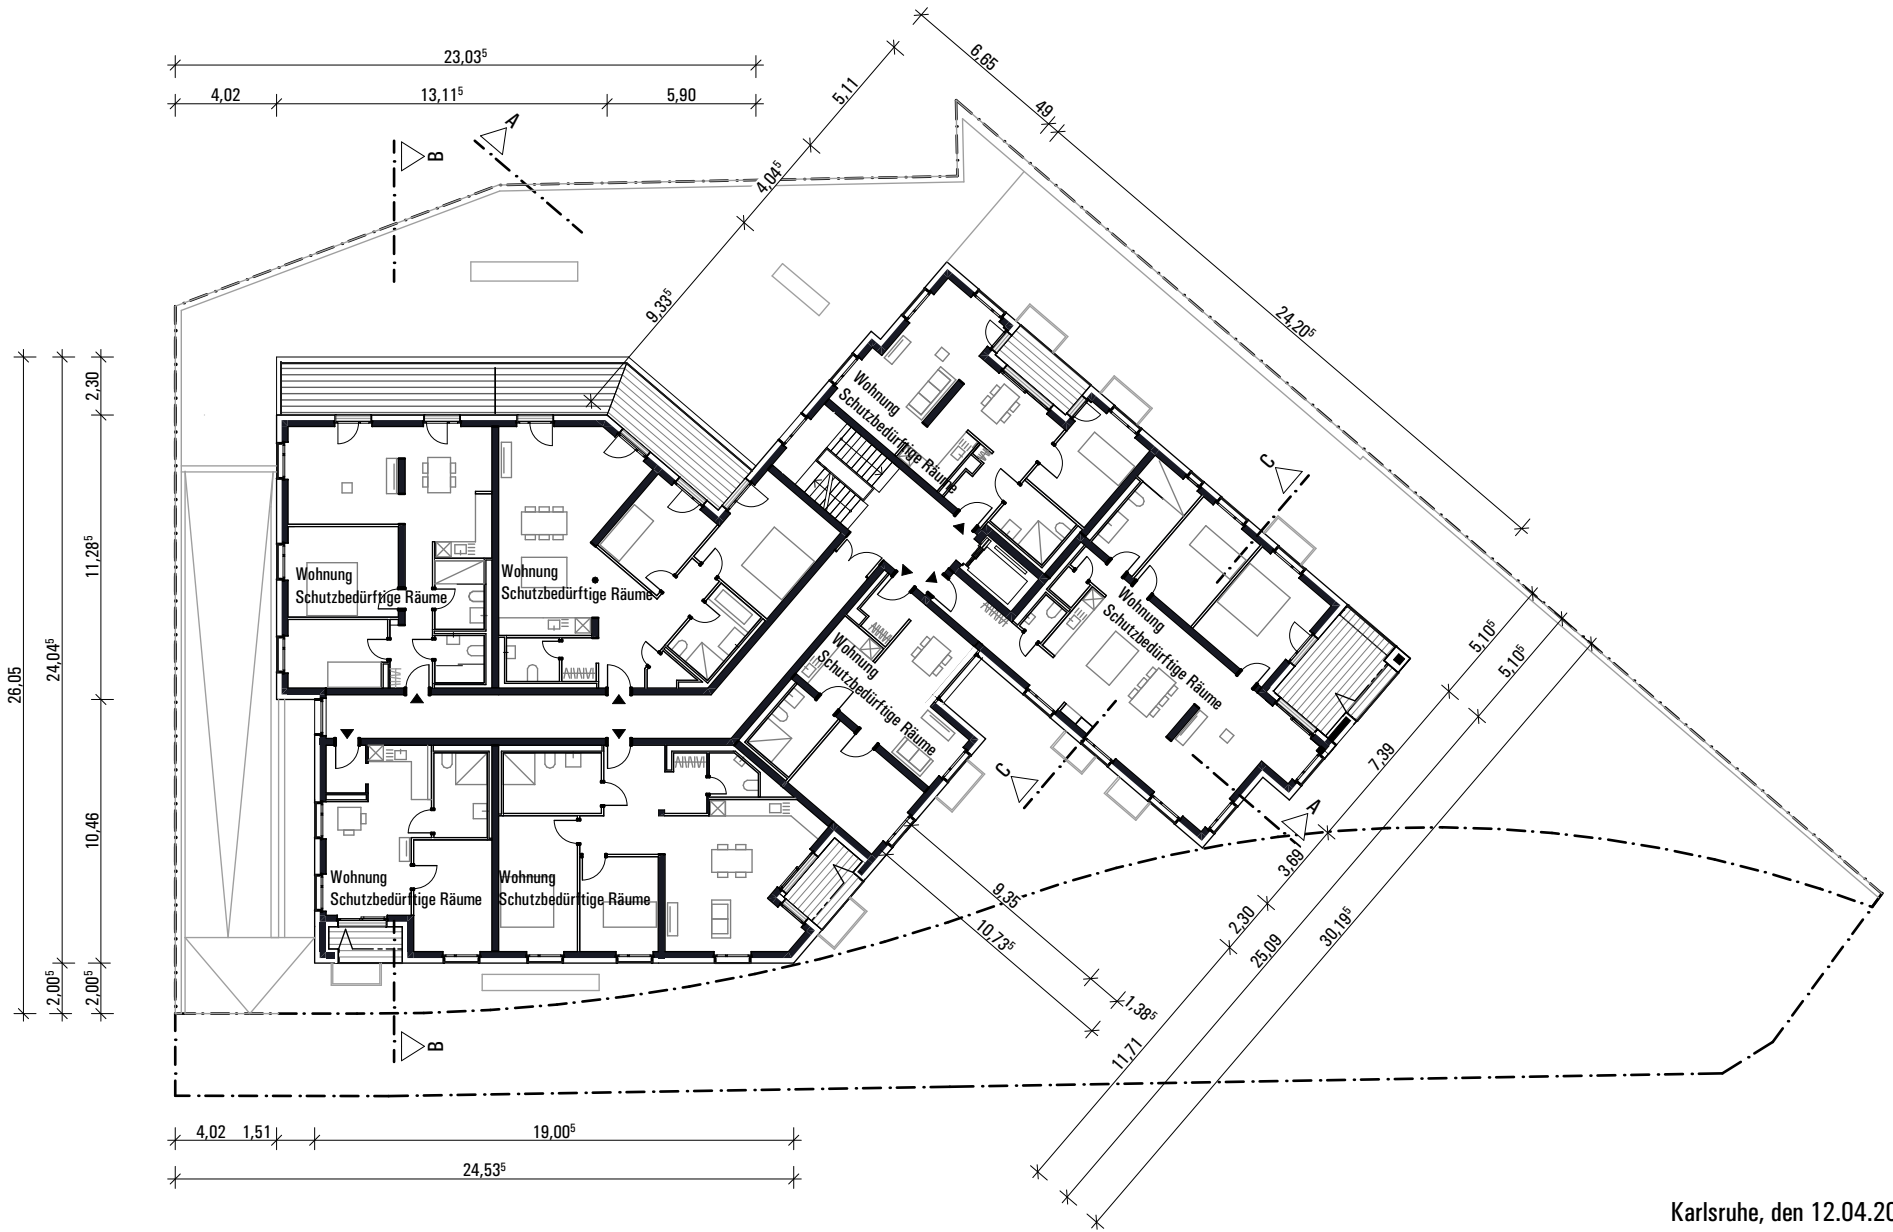 23,03⁵
4,02
13,11⁵
5,90
6,65
49
5,11
4,04⁵
9,33⁵
24,20⁵
A
B
C
26,05
24,04⁵
2,30
11,28⁵
10,46
2,00⁵
2,00⁵
Wohnung
Schutzbedürftige Räume
Wohnung
Schutzbedürftige Räume
Wohnung
Schutzbedürftige Räume
Wohnung
Schutzbedürftige Räume
Wohnung
Schutzbedürftige Räume
Wohnung
Schutzbedürftige Räume
Wohnung
Schutzbedürftige Räume
5,10⁵
5,10⁵
7,39
C
A
3,69
2,30
25,09
30,19⁵
9,35
10,73⁵
1,38⁵
11,71
B
4,02
1,51
19,00⁵
24,53⁵
Karlsruhe, den 12.04.20